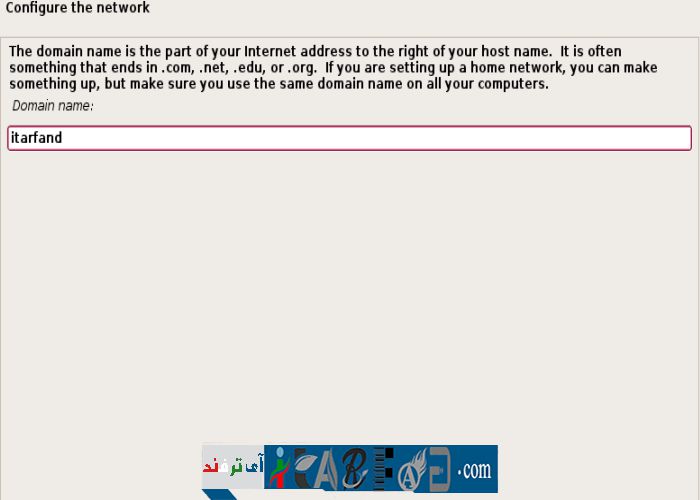 Configure the network
The domain name is the part of your Internet address to the right of your host name.  It is often
something that ends in .com, .net, .edu, or .org.  If you are setting up a home network, you can make
something up, but make sure you use the same domain name on all your computers.
Domain name:
itarfand
آی ترفند
.com